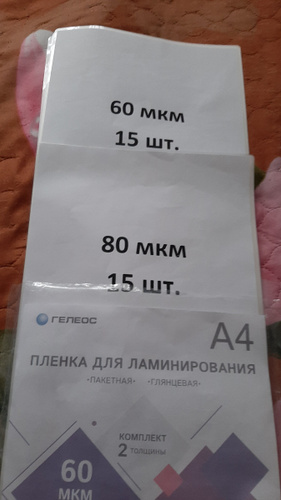 60 мкм
15 шт.
80 мкм
15 шт.
ГЕЛЕОС
А4
ПЛЕНКА ДЛЯ ЛАМИНИРОВАНИЯ
•ПАКЕТНАЯ• •ГЛЯНЦЕВАЯ•
КОМПЛЕКТ
2 ТОЛЩИНЫ
60
МКМ